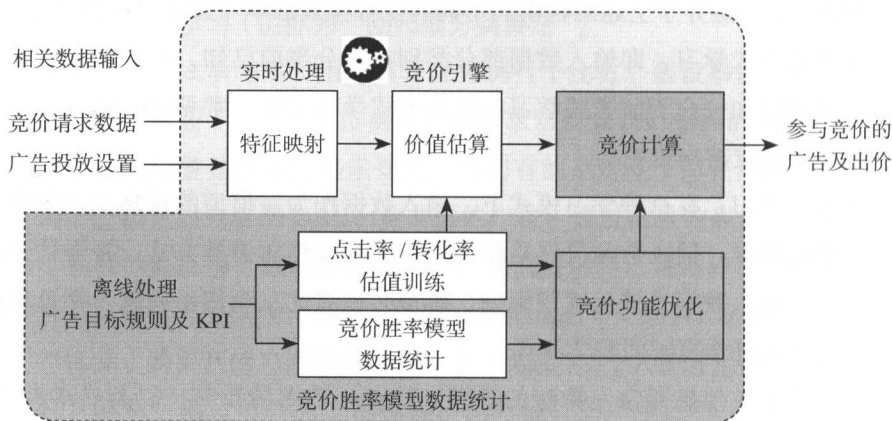 相关数据输入
实时处理
竞价引擎
竞价请求数据
广告投放设置
特征映射
价值估算
竞价计算
参与竞价的
广告及出价
离线处理
广告目标规则及 KPI
点击率 / 转化率
估值训练
竞价胜率模型
数据统计
竞价功能优化
竞价胜率模型数据统计